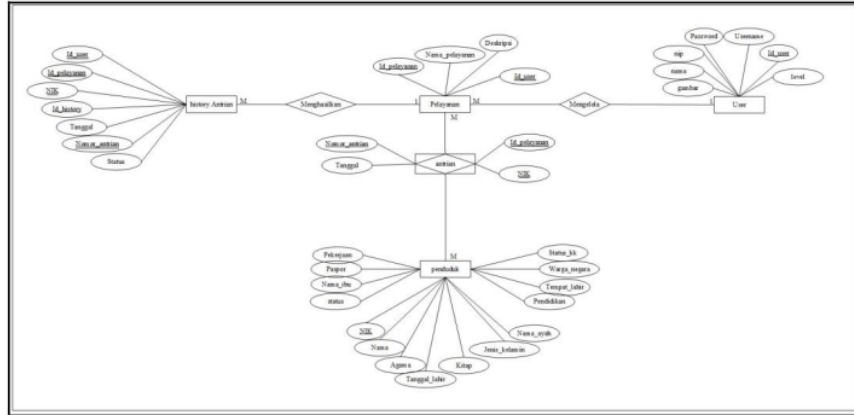 Id_user
Id_pelayanan
NIK
Id_history
Tanggal
Nomor_antrian
Status
history Antrian
M
Menghasilkan
1
Deskripsi
Nama_pelayanan
Id_pelayanan
Id_user
Pelayanan
M
M
Mengelola
1
Password
Username
nip
Id_user
nama
level
gambar
User
Nomor_antrian
Id_pelayanan
Tanggal
antrian
NIK
M
Pekerjaan
Paspor
Nama_ibu
status
penduduk
Status_kk
Warga_negara
Tempat_lahir
Pendidikan
NIK
Nama
Agama
Tanggal_lahir
Kitap
Jenis_kelamin
Nama_ayah